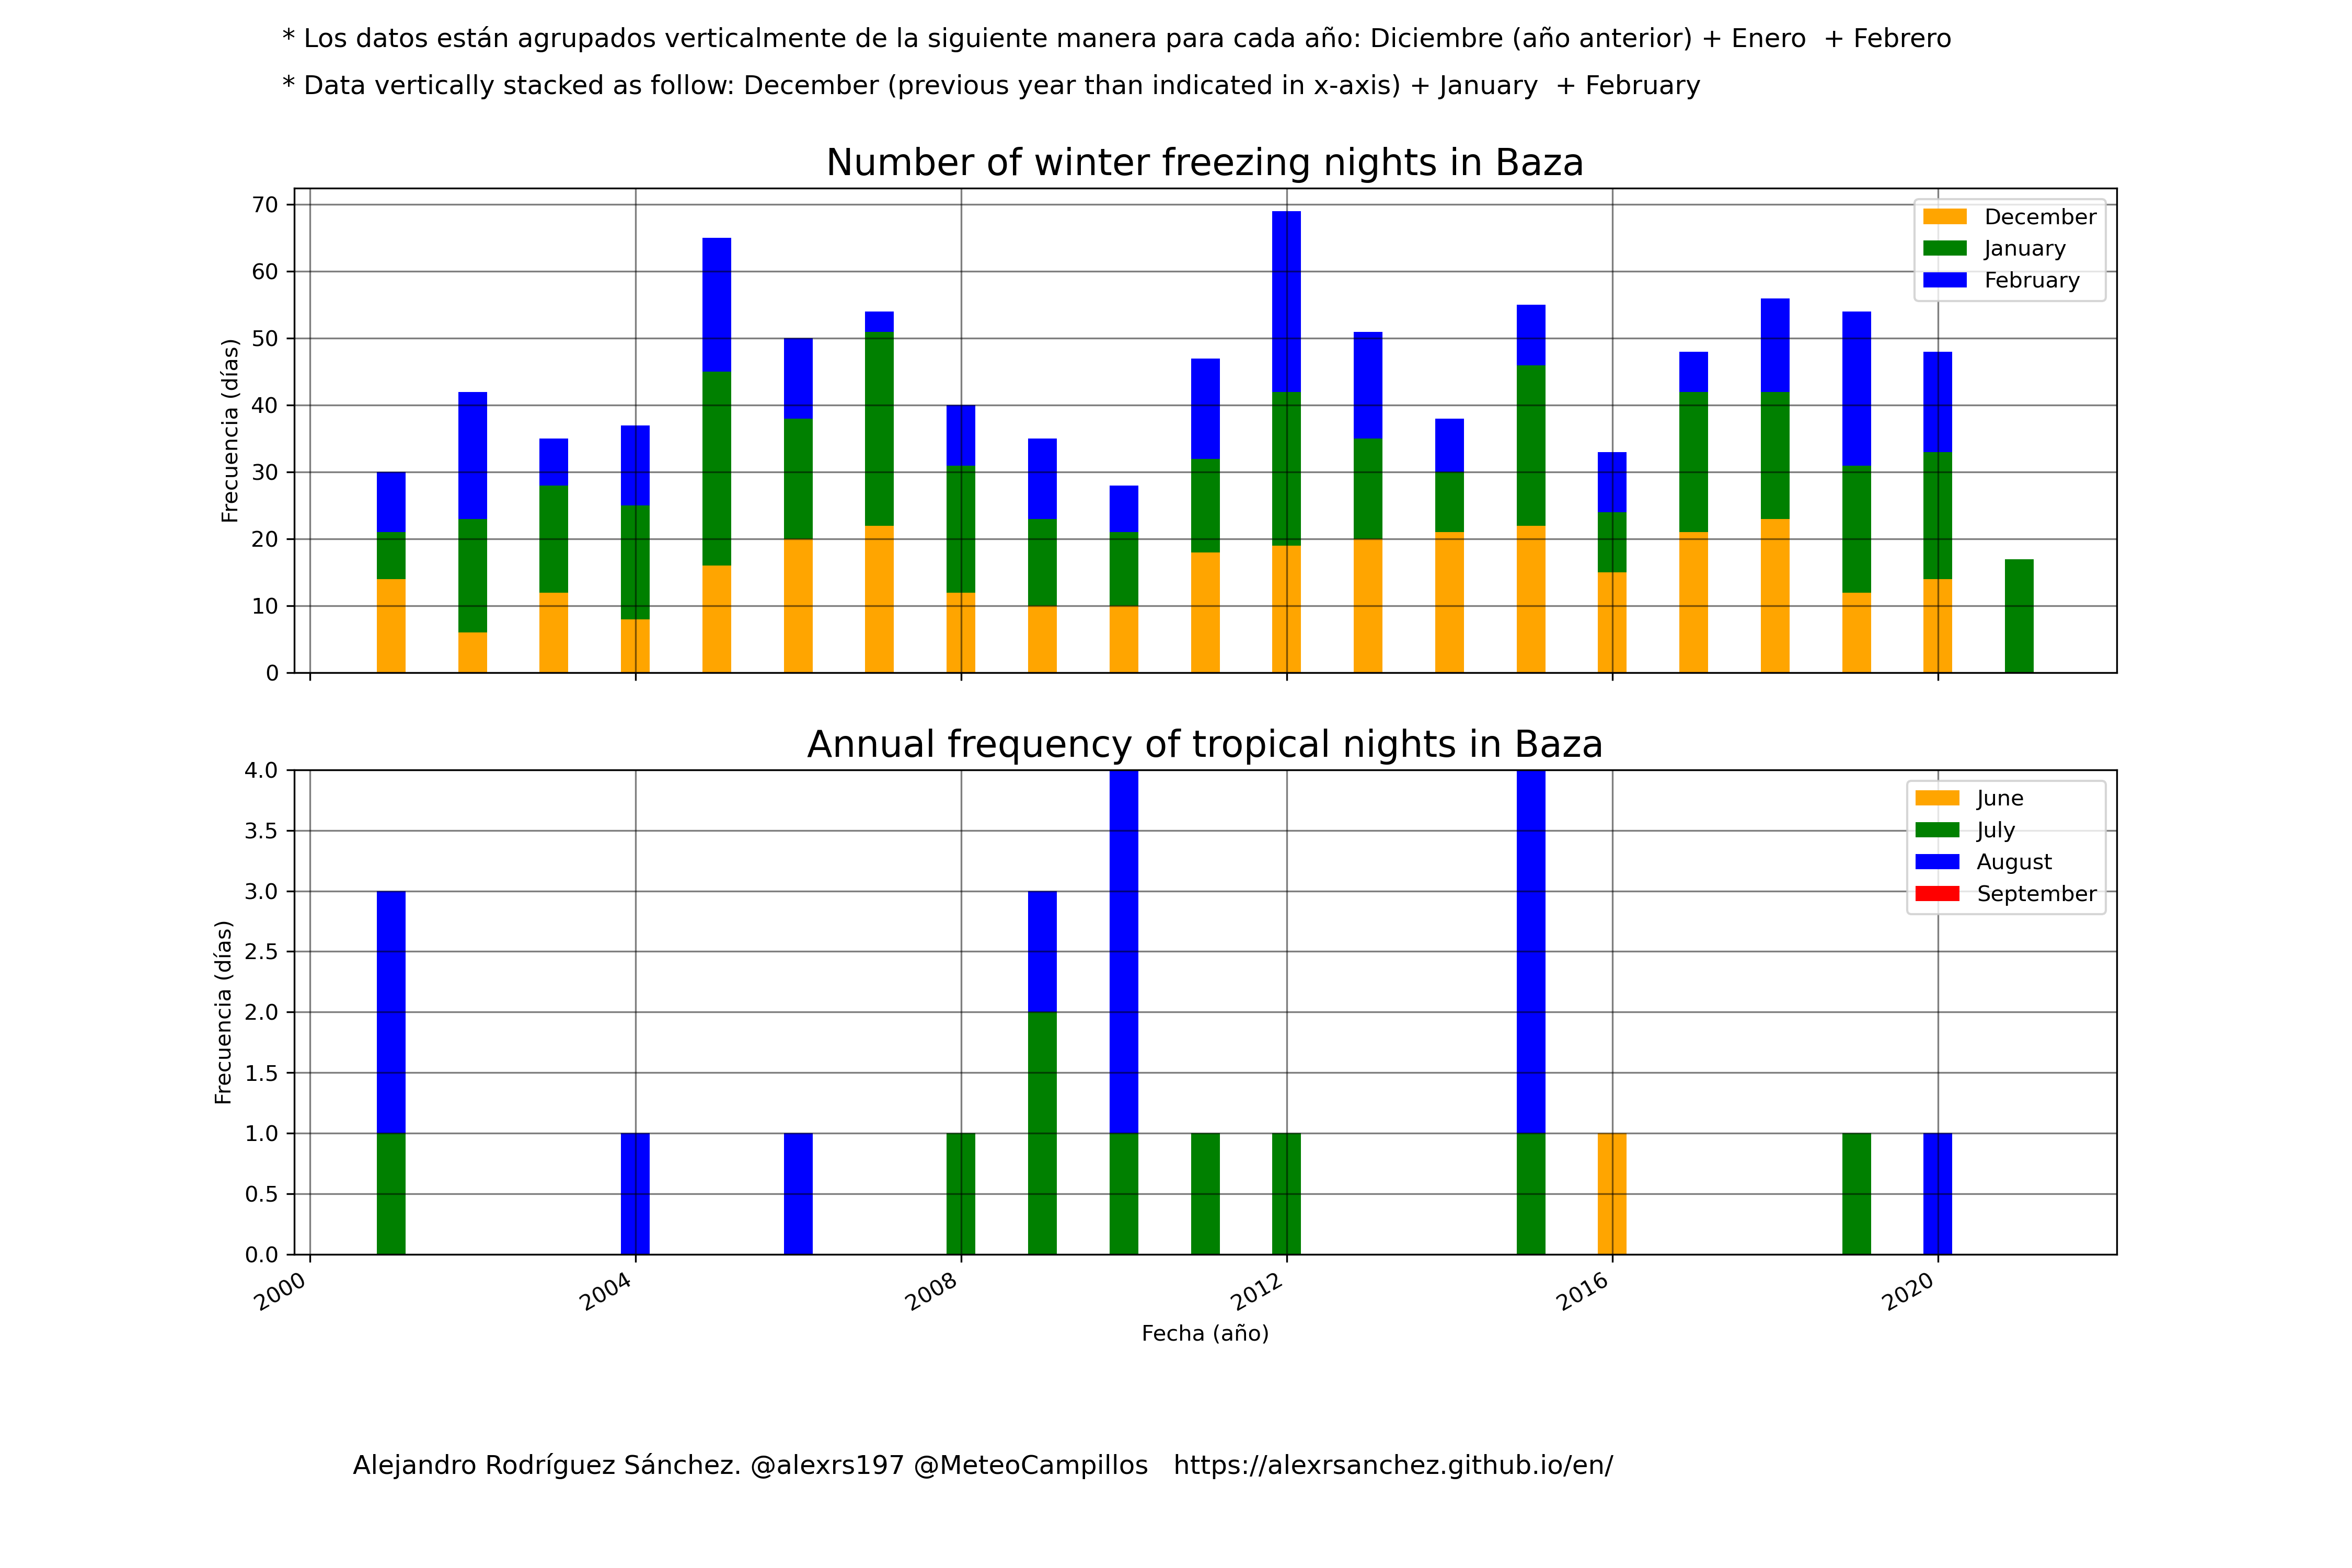 * Los datos están agrupados verticalmente de la siguiente manera para cada año: Diciembre (año anterior) + Enero  + Febrero
* Data vertically stacked as follow: December (previous year than indicated in x-axis) + January  + February
Number of winter freezing nights in Baza
70
60
50
40
30
20
10
0
Frecuencia (días)
December
January
February
Annual frequency of tropical nights in Baza
4.0
3.5
3.0
2.5
2.0
1.5
1.0
0.5
0.0
Frecuencia (días)
June
July
August
September
2000 2004 2008 2012 2016 2020
Fecha (año)
Alejandro Rodríguez Sánchez. @alexrs197 @MeteoCampillos   https://alexrsanchez.github.io/en/